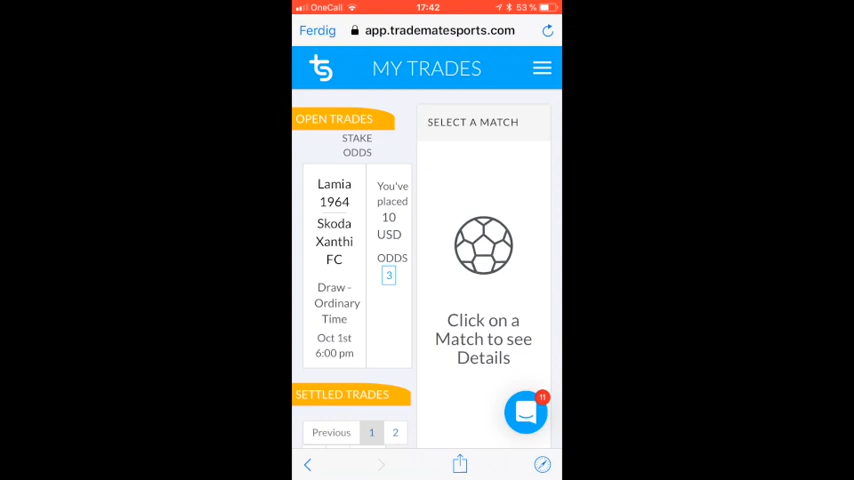 OneCall 17:42 53 %
Ferdig app.tradematesports.com
ts MY TRADES
OPEN TRADES
STAKE
ODDS
Lamia
1964
Skoda
Xanthi
FC
Draw -
Ordinary
Time
Oct 1st
6:00 pm
You've
placed
10
USD
ODDS
3
SETTLED TRADES
Previous 1 2
SELECT A MATCH
Click on a
Match to see
Details
11